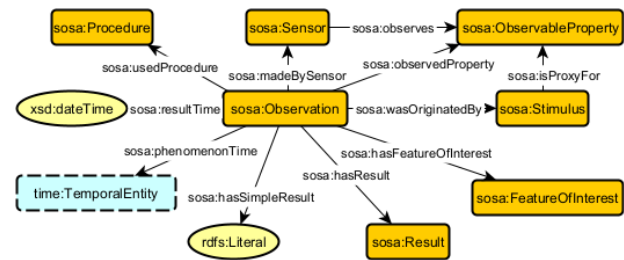 sosa:Procedure
sosa:Sensor
sosa:observes
sosa:ObservableProperty
sosa:usedProcedure
sosa:madeBySensor
sosa:observedProperty
sosa:isProxyFor
xsd:dateTime
sosa:resultTime
sosa:Observation
sosa:wasOriginatedBy
sosa:Stimulus
sosa:phenomenonTime
sosa:hasFeatureOfInterest
sosa:hasResult
time:TemporalEntity
sosa:hasSimpleResult
sosa:FeatureOfInterest
rdfs:Literal
sosa:Result